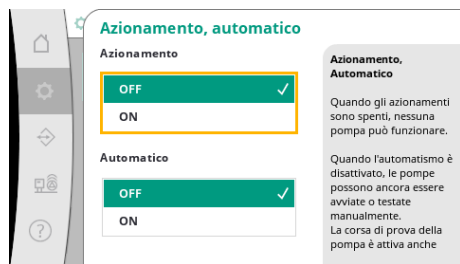 Azionamento, automatico
Azionamento
OFF
ON
Automatico
OFF
ON
Azionamento,
Automatico
Quando gli azionamenti
sono spenti, nessuna
pompa può funzionare.
Quando l'automatismo è
disattivato, le pompe
possono ancora essere
avviate o testate
manualmente.
La corsa di prova della
pompa è attiva anche